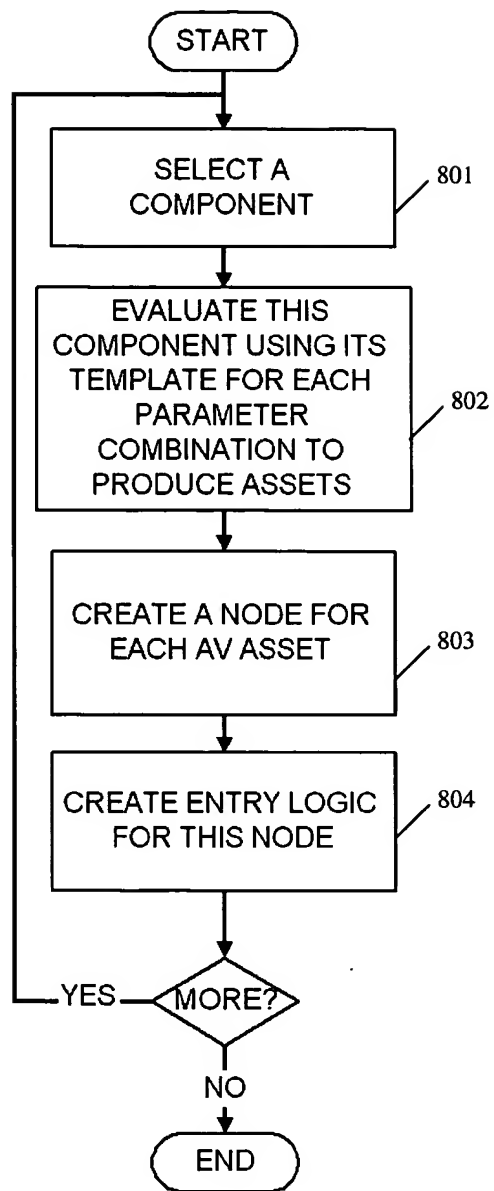 START
SELECT A
COMPONENT
801
EVALUATE THIS
COMPONENT USING ITS
TEMPLATE FOR EACH
PARAMETER
COMBINATION TO
PRODUCE ASSETS
802
CREATE A NODE FOR
EACH AV ASSET
803
CREATE ENTRY LOGIC
FOR THIS NODE
804
MORE?
YES
NO
END